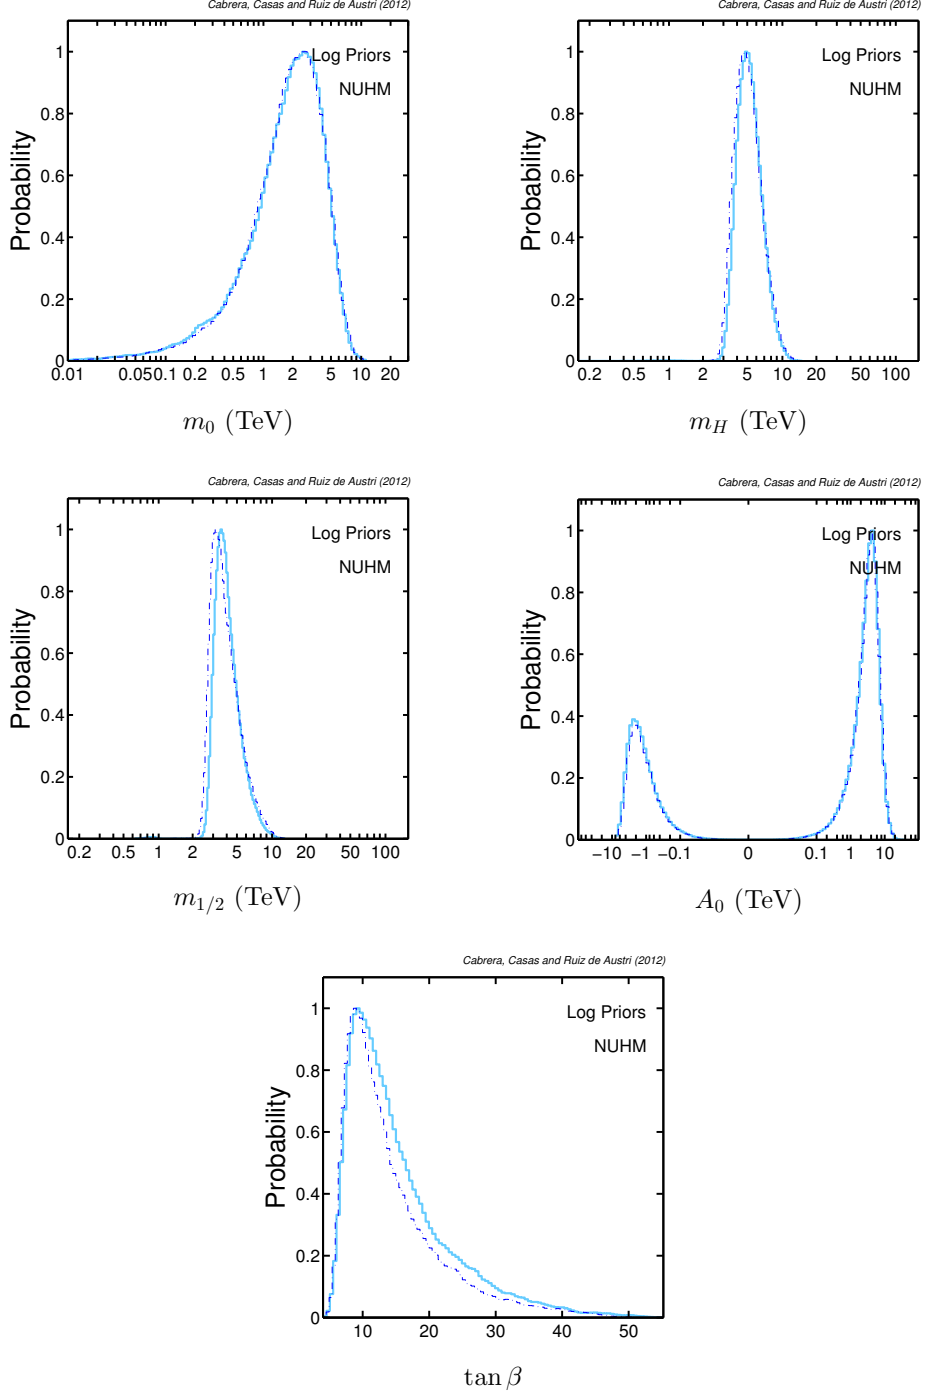 Cabrera, Casas and Ruiz de Austri (2012)
Log Priors
NUHM
Probability
1
0.8
0.6
0.4
0.2
0
0.01 0.05 0.1 0.2 0.5 1 2 5 10 20
m₀ (TeV)
Cabrera, Casas and Ruiz de Austri (2012)
Log Priors
NUHM
Probability
1
0.8
0.6
0.4
0.2
0
0.2 0.5 1 2 5 10 20 50 100
m_H (TeV)
Cabrera, Casas and Ruiz de Austri (2012)
Log Priors
NUHM
Probability
1
0.8
0.6
0.4
0.2
0
0.2 0.5 1 2 5 10 20 50 100
m_{1/2} (TeV)
Cabrera, Casas and Ruiz de Austri (2012)
Log Priors
NUHM
Probability
1
0.8
0.6
0.4
0.2
0
−10 −1 −0.1 0 0.1 1 10
A₀ (TeV)
Cabrera, Casas and Ruiz de Austri (2012)
Log Priors
NUHM
Probability
1
0.8
0.6
0.4
0.2
0
10 20 30 40 50
tan β